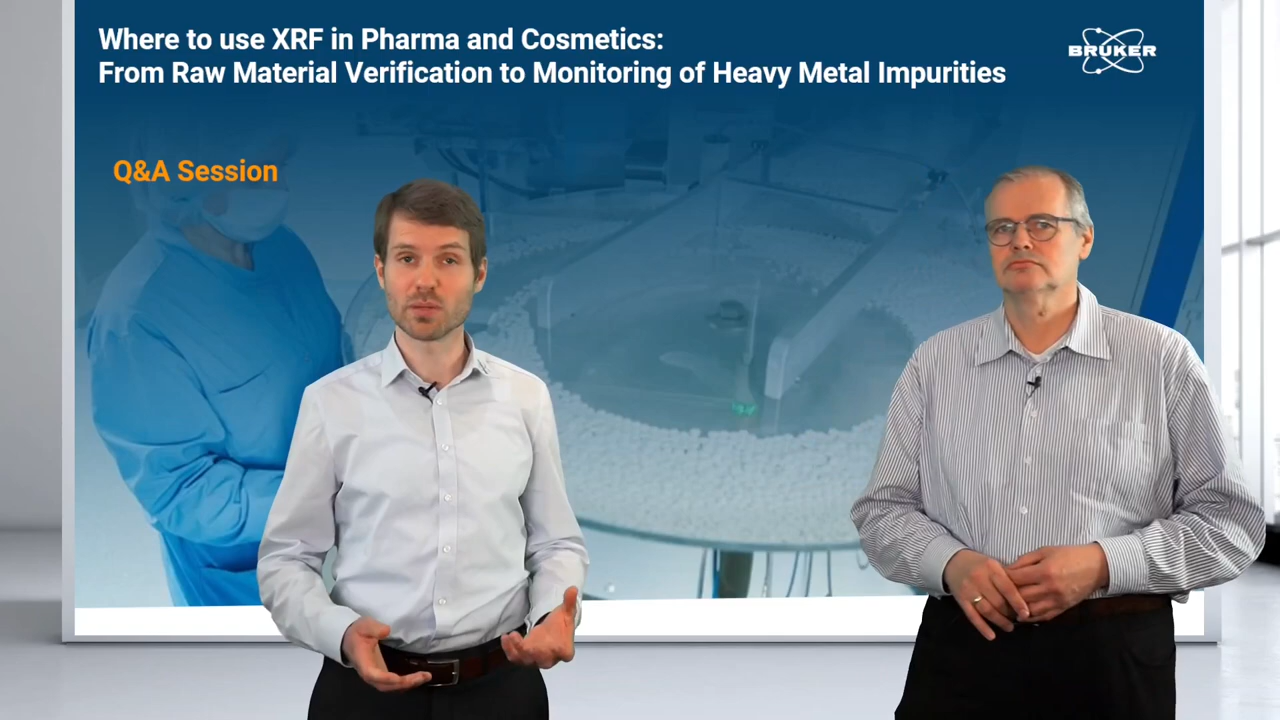 Where to use XRF in Pharma and Cosmetics:
From Raw Material Verification to Monitoring of Heavy Metal Impurities
BRUKER
Q&A Session